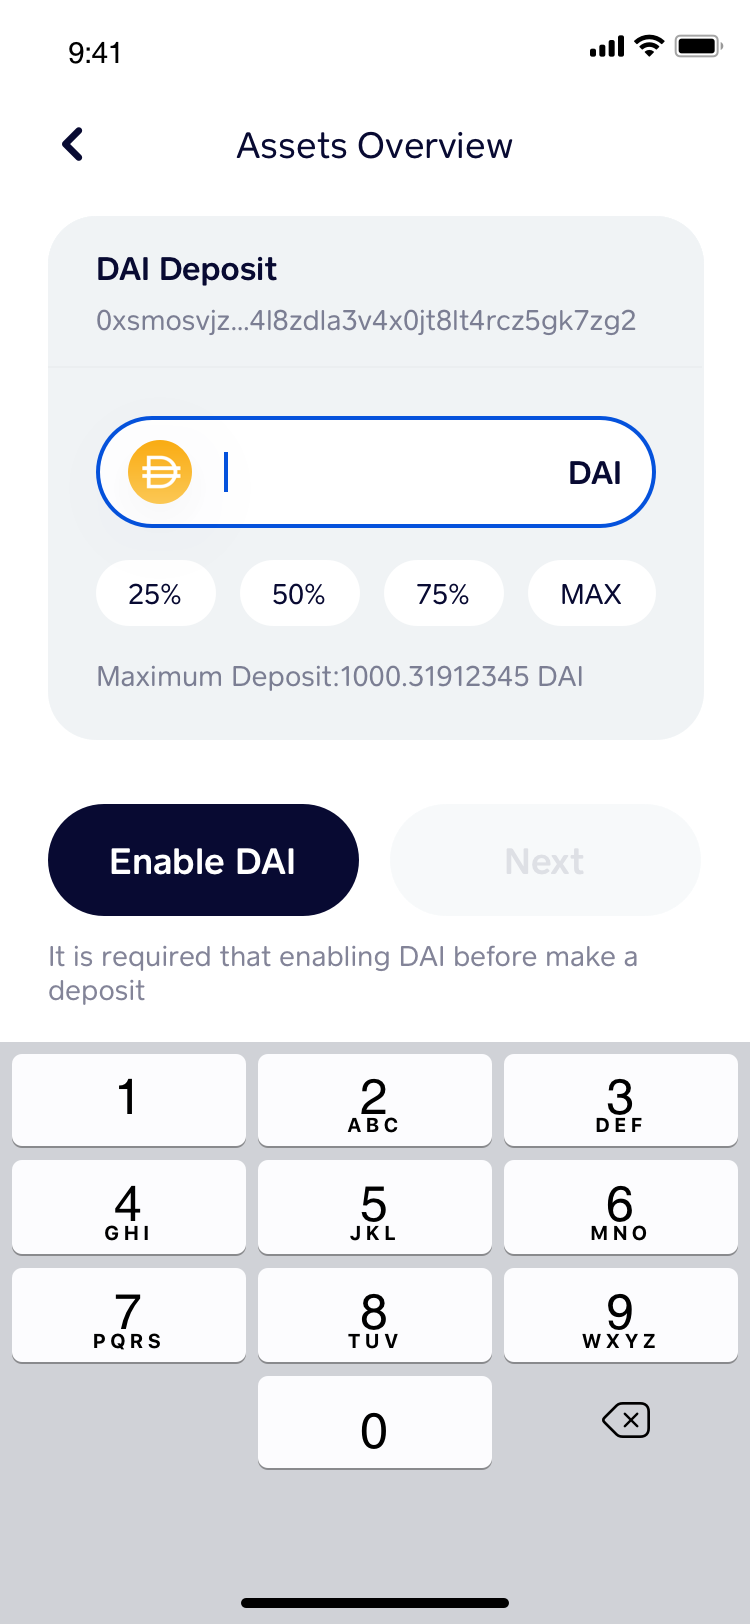 9:41
Assets Overview
DAI Deposit
0xsmosvjz...4l8zdla3v4x0jt8lt4rcz5gk7zg2
DAI
25% 50% 75% MAX
Maximum Deposit:1000.31912345 DAI
Enable DAI Next
It is required that enabling DAI before make a
deposit
1 2 3
ABC DEF
4 5 6
GHI JKL MNO
7 8 9
PQRS TUV WXYZ
0